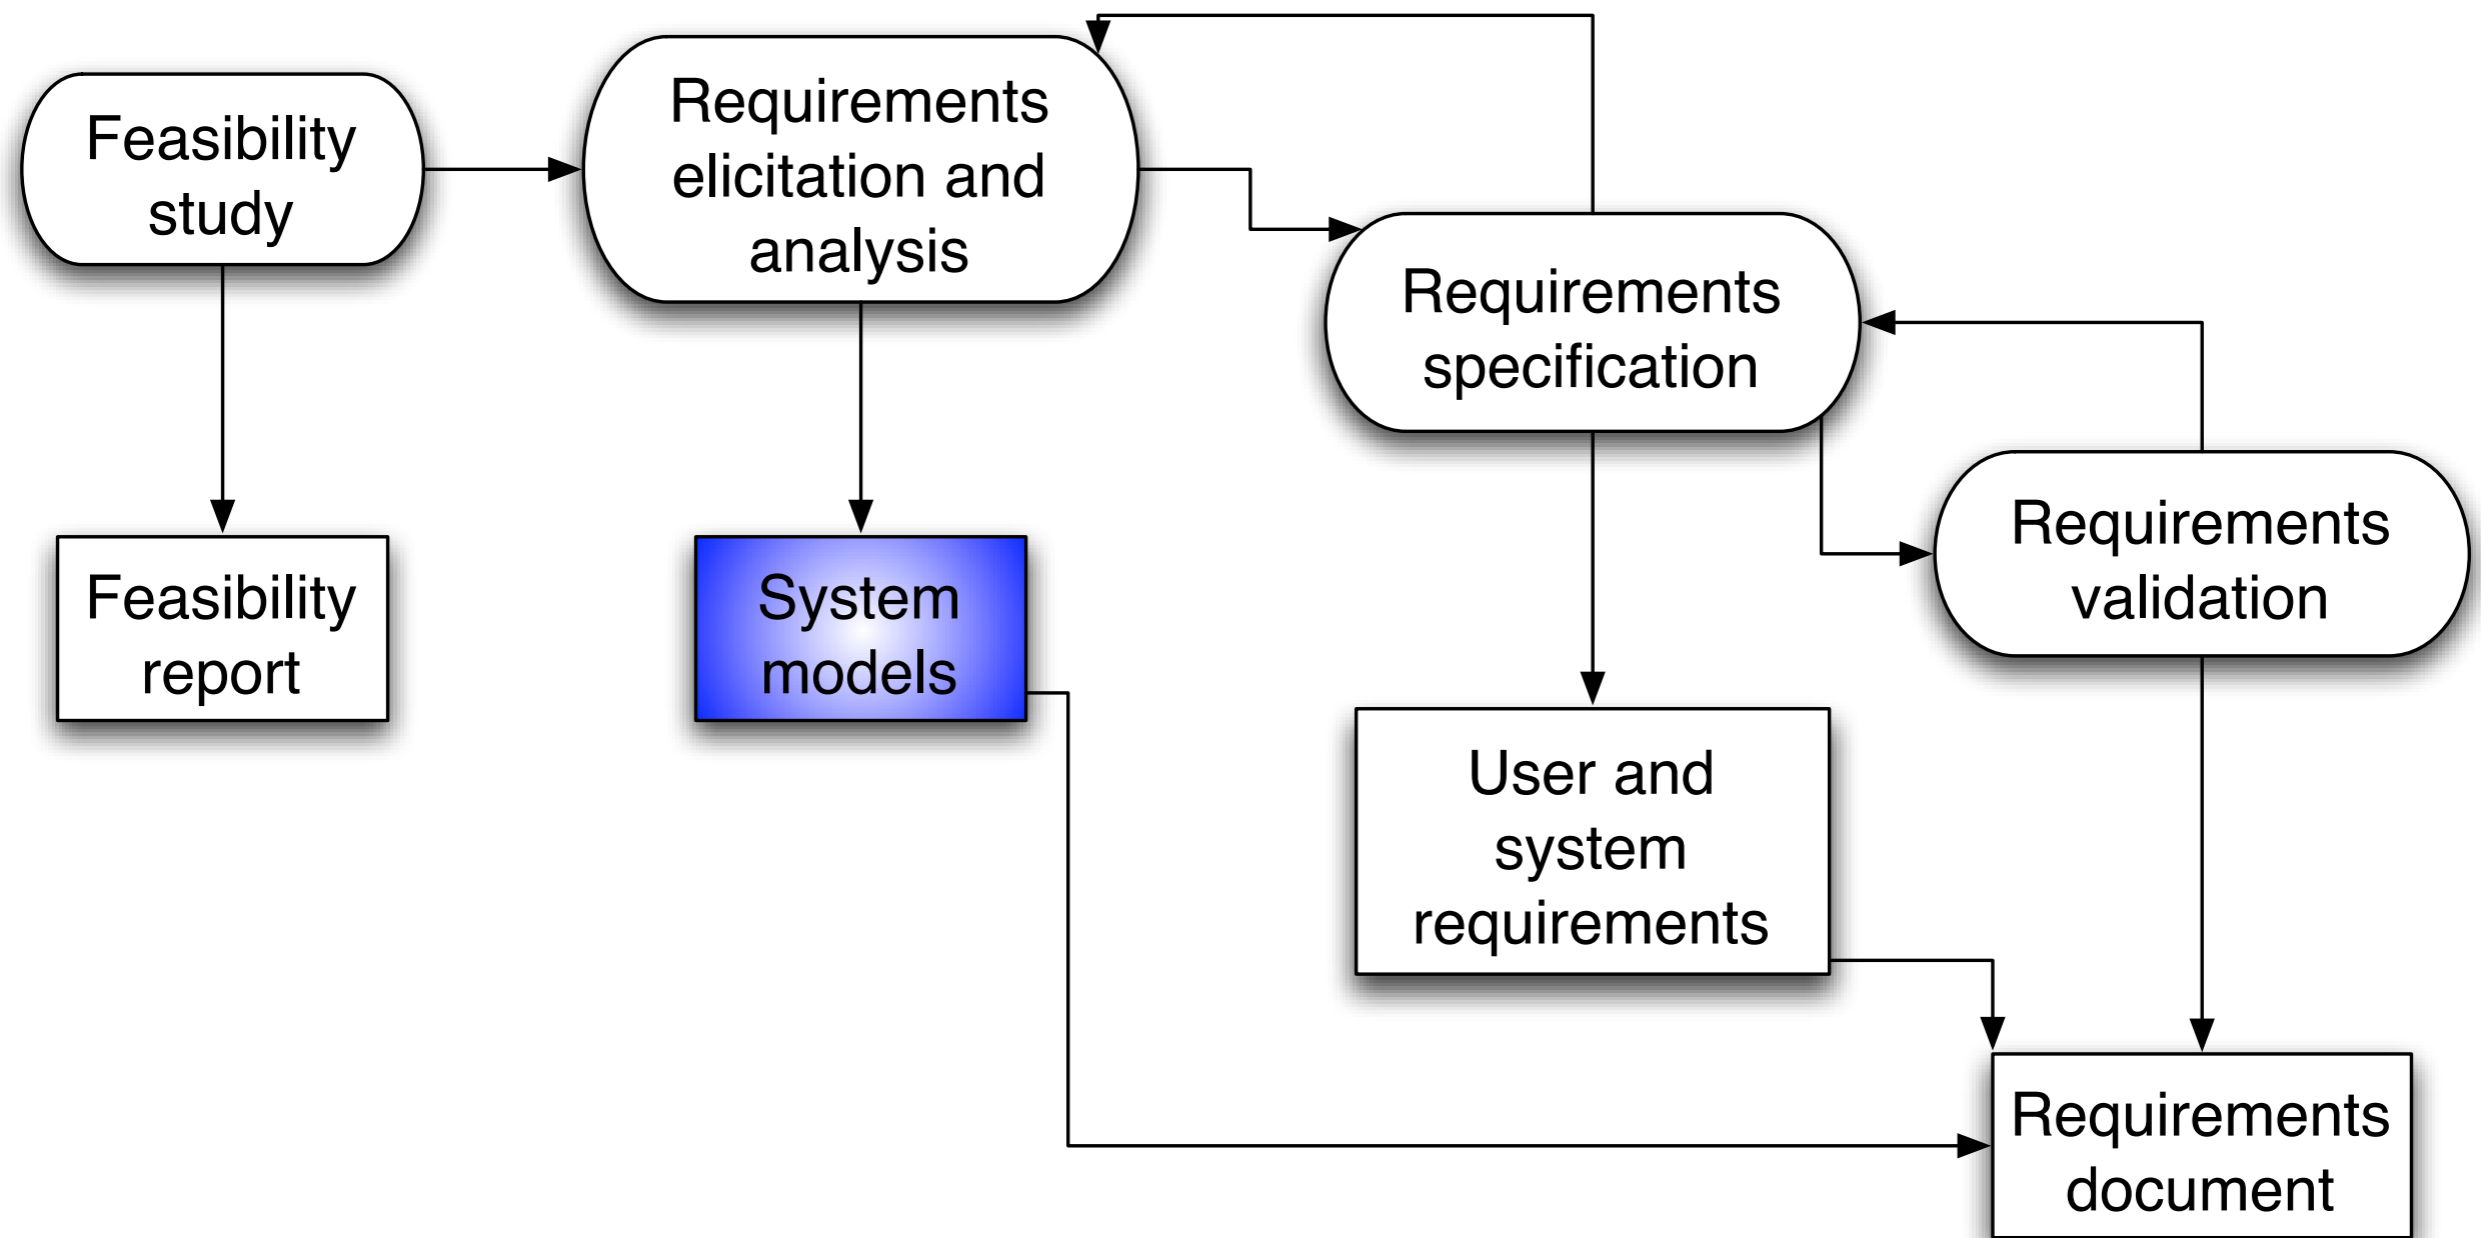 Feasibility
study
Requirements
elicitation and
analysis
Requirements
specification
Requirements
validation
Feasibility
report
System
models
User and
system
requirements
Requirements
document